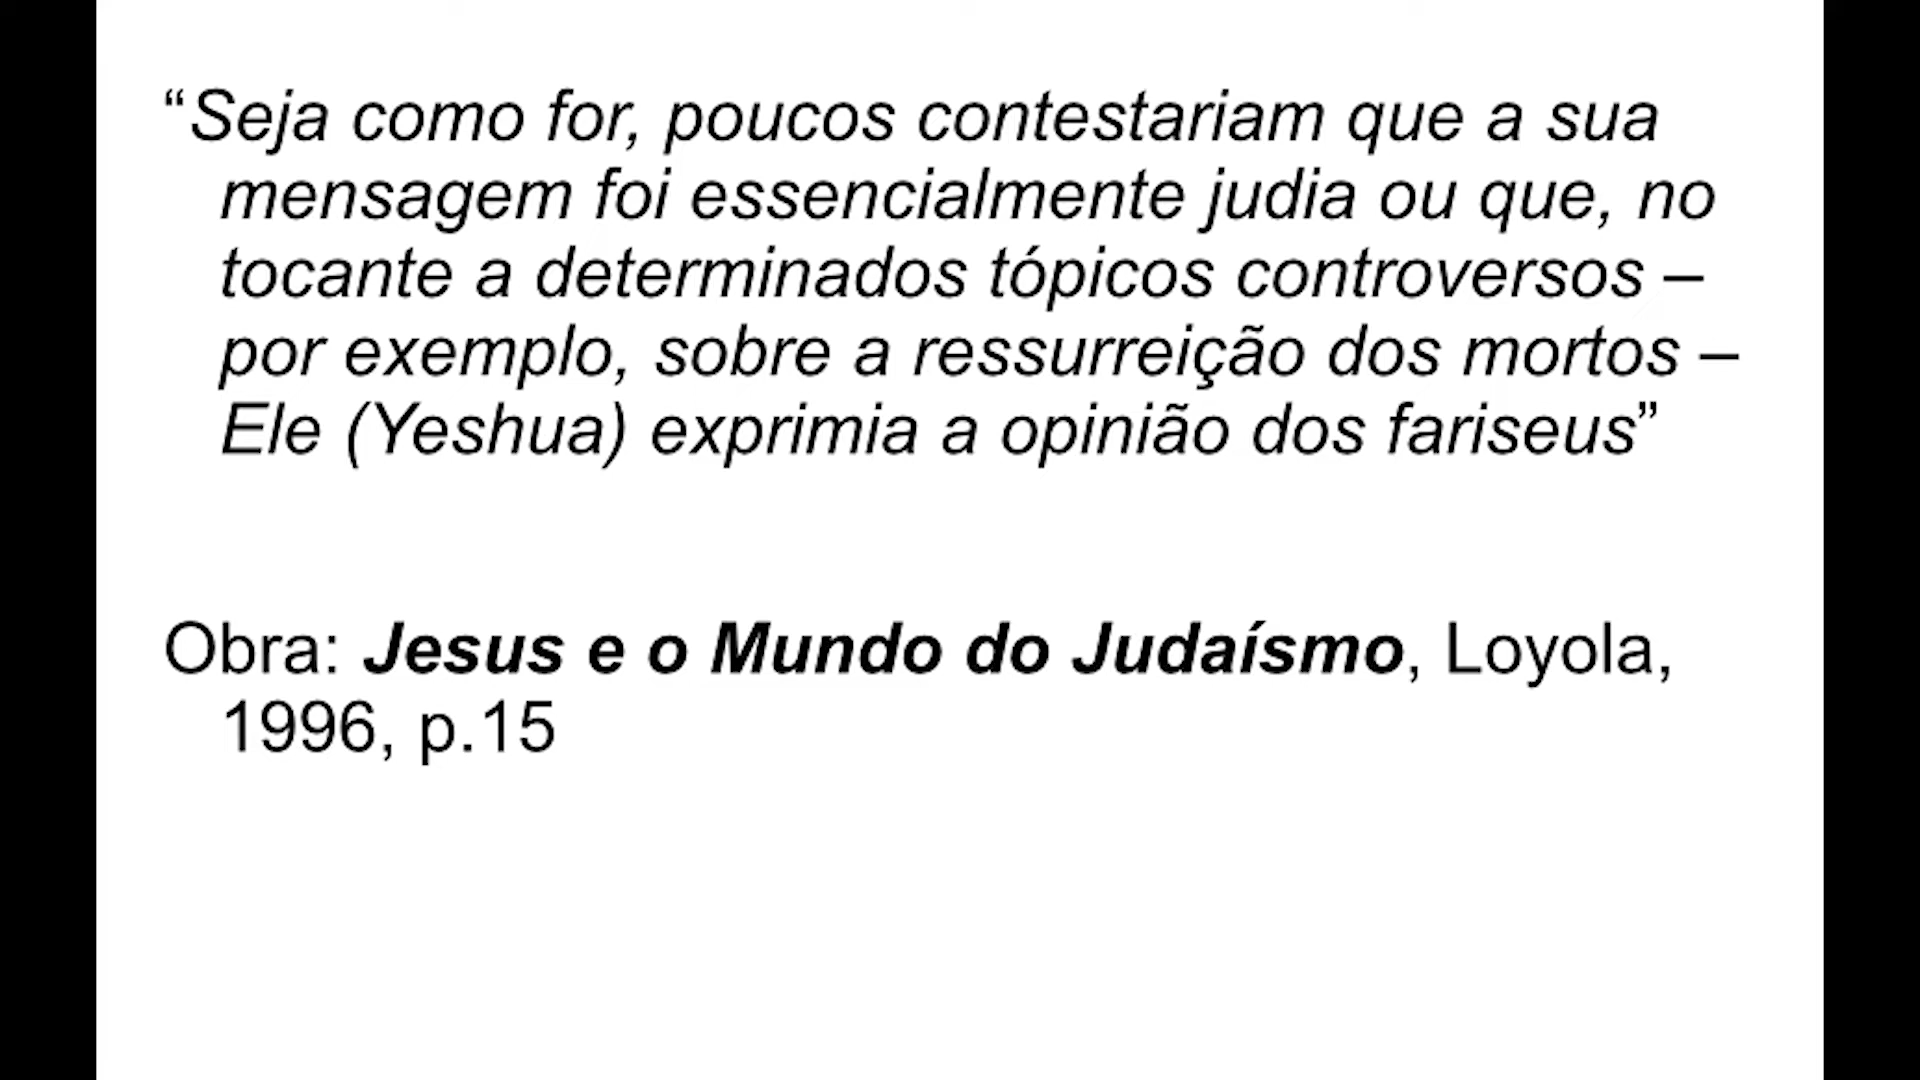 “Seja como for, poucos contestariam que a sua
mensagem foi essencialmente judia ou que, no
tocante a determinados tópicos controversos –
por exemplo, sobre a ressurreição dos mortos –
Ele (Yeshua) exprimia a opinião dos fariseus”
Obra: Jesus e o Mundo do Judaísmo, Loyola,
1996, p.15